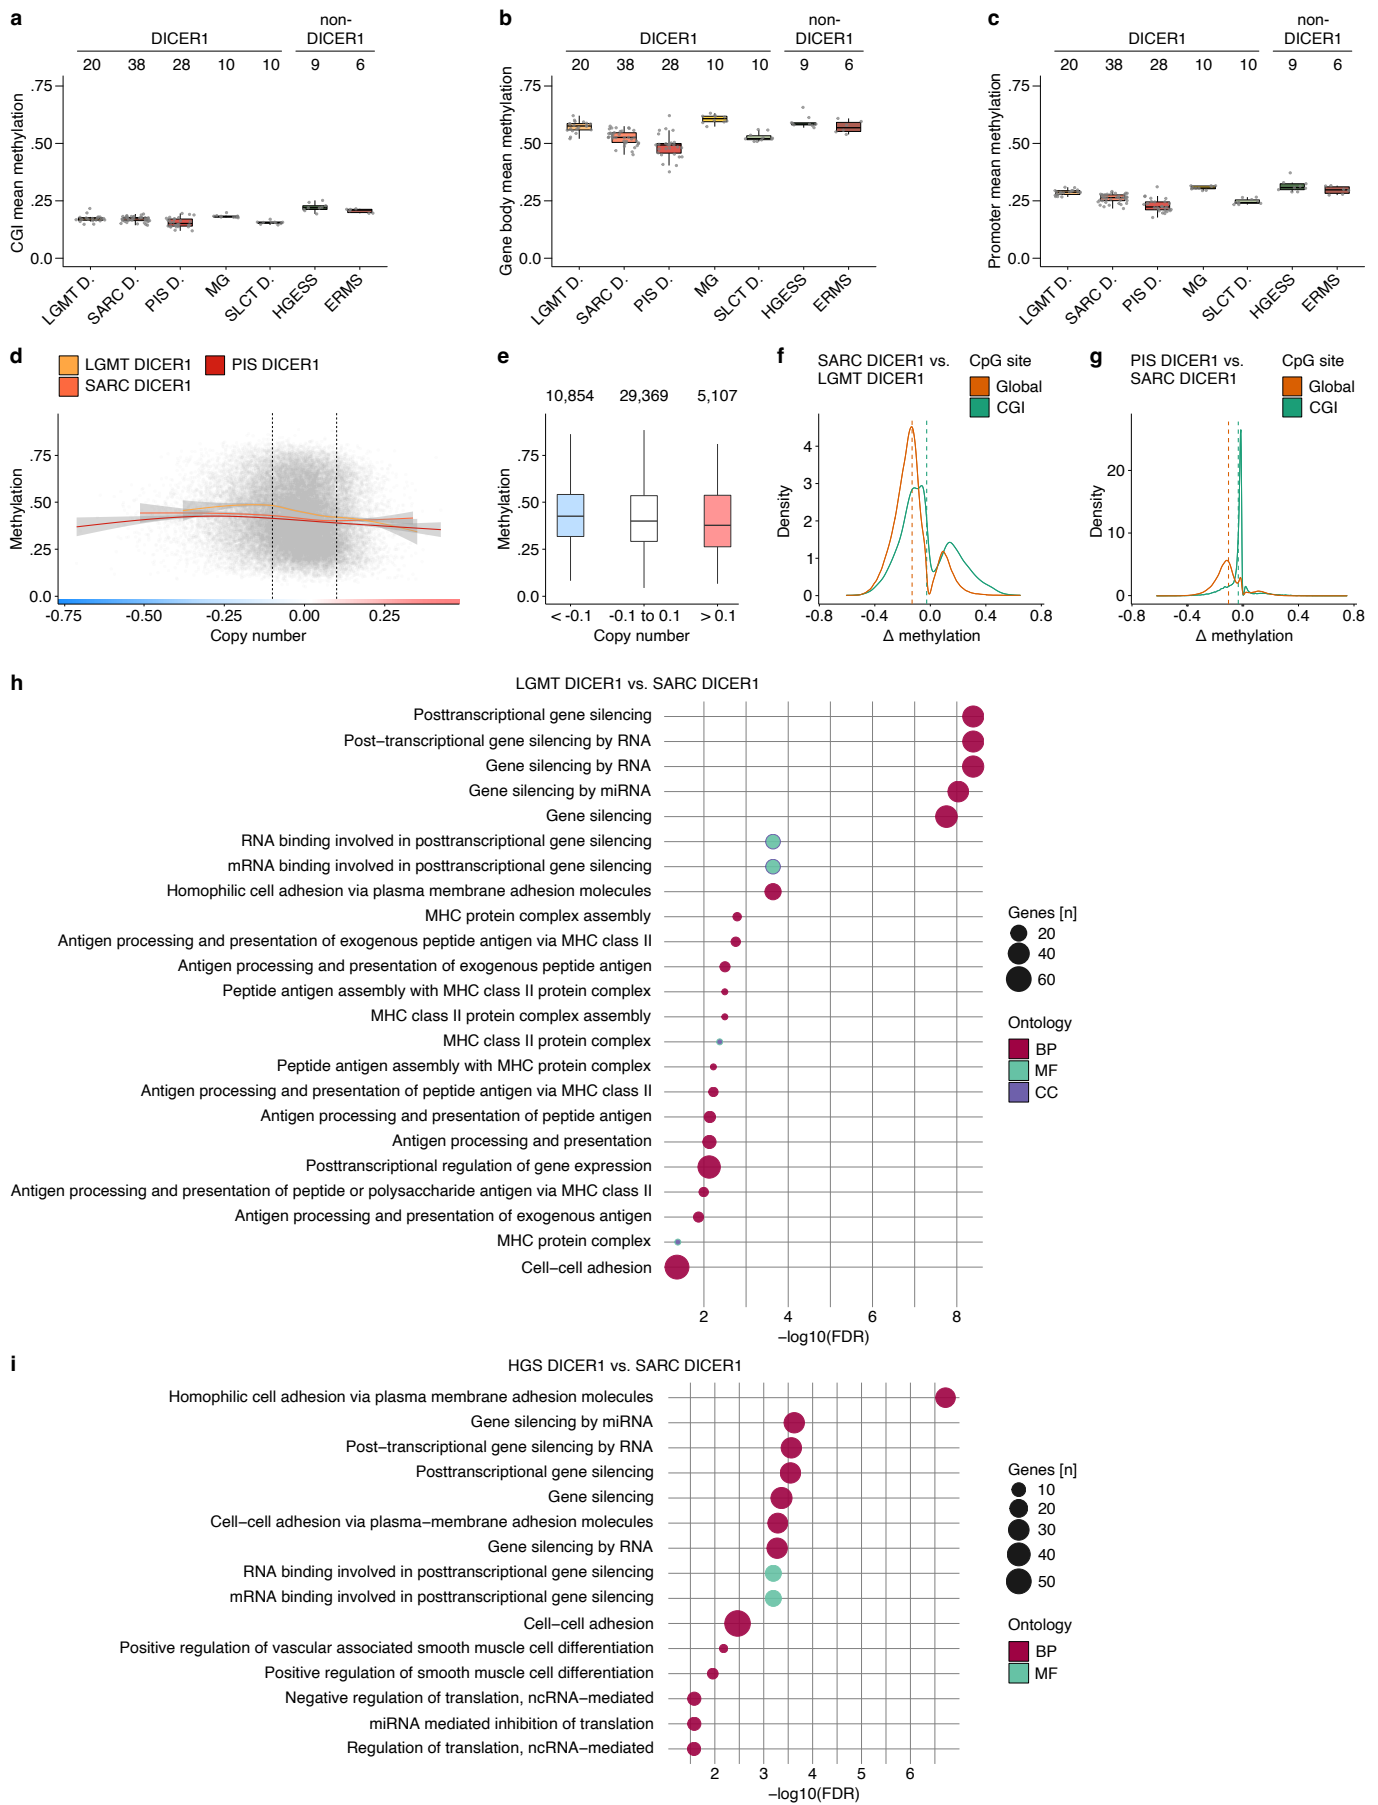 a
non-
DICER1
DICER1
20 38 28 10 10 9 6
CGI mean methylation
.75
.50
.25
0.0
LGMT D.
SARC D.
PIS D.
MG
SLCT D.
HGESS
ERMS
b
non-
DICER1
DICER1
20 38 28 10 10 9 6
Gene body mean methylation
.75
.50
.25
0.0
LGMT D.
SARC D.
PIS D.
MG
SLCT D.
HGESS
ERMS
c
non-
DICER1
DICER1
20 38 28 10 10 9 6
Promoter mean methylation
.75
.50
.25
0.0
LGMT D.
SARC D.
PIS D.
MG
SLCT D.
HGESS
ERMS
d
LGMT DICER1
PIS DICER1
SARC DICER1
Methylation
.75
.50
.25
0.0
-0.75 -0.50 -0.25 0.00 0.25
Copy number
e
10,854 29,369 5,107
Methylation
.75
.50
.25
0.0
< -0.1 -0.1 to 0.1 > 0.1
Copy number
f
SARC DICER1 vs.
LGMT DICER1
CpG site
Global
CGI
Density
4
3
2
1
0
-0.8 -0.4 0.0 0.4 0.8
Δ methylation
g
PIS DICER1 vs.
SARC DICER1
CpG site
Global
CGI
Density
20
10
0
-0.8 -0.4 0.0 0.4 0.8
Δ methylation
h
LGMT DICER1 vs. SARC DICER1
Posttranscriptional gene silencing
Post−transcriptional gene silencing by RNA
Gene silencing by RNA
Gene silencing by miRNA
Gene silencing
RNA binding involved in posttranscriptional gene silencing
mRNA binding involved in posttranscriptional gene silencing
Homophilic cell adhesion via plasma membrane adhesion molecules
MHC protein complex assembly
Antigen processing and presentation of exogenous peptide antigen via MHC class II
Antigen processing and presentation of exogenous peptide antigen
Peptide antigen assembly with MHC class II protein complex
MHC class II protein complex assembly
MHC class II protein complex
Peptide antigen assembly with MHC protein complex
Antigen processing and presentation of peptide antigen via MHC class II
Antigen processing and presentation of peptide antigen
Antigen processing and presentation
Posttranscriptional regulation of gene expression
Antigen processing and presentation of peptide or polysaccharide antigen via MHC class II
Antigen processing and presentation of exogenous antigen
MHC protein complex
Cell−cell adhesion
2 4 6 8
−log10(FDR)
Genes [n]
20
40
60
Ontology
BP
MF
CC
i
HGS DICER1 vs. SARC DICER1
Homophilic cell adhesion via plasma membrane adhesion molecules
Gene silencing by miRNA
Post−transcriptional gene silencing by RNA
Posttranscriptional gene silencing
Gene silencing
Cell−cell adhesion via plasma−membrane adhesion molecules
Gene silencing by RNA
RNA binding involved in posttranscriptional gene silencing
mRNA binding involved in posttranscriptional gene silencing
Cell−cell adhesion
Positive regulation of vascular associated smooth muscle cell differentiation
Positive regulation of smooth muscle cell differentiation
Negative regulation of translation, ncRNA−mediated
miRNA mediated inhibition of translation
Regulation of translation, ncRNA−mediated
2 3 4 5 6
−log10(FDR)
Genes [n]
10
20
30
40
50
Ontology
BP
MF